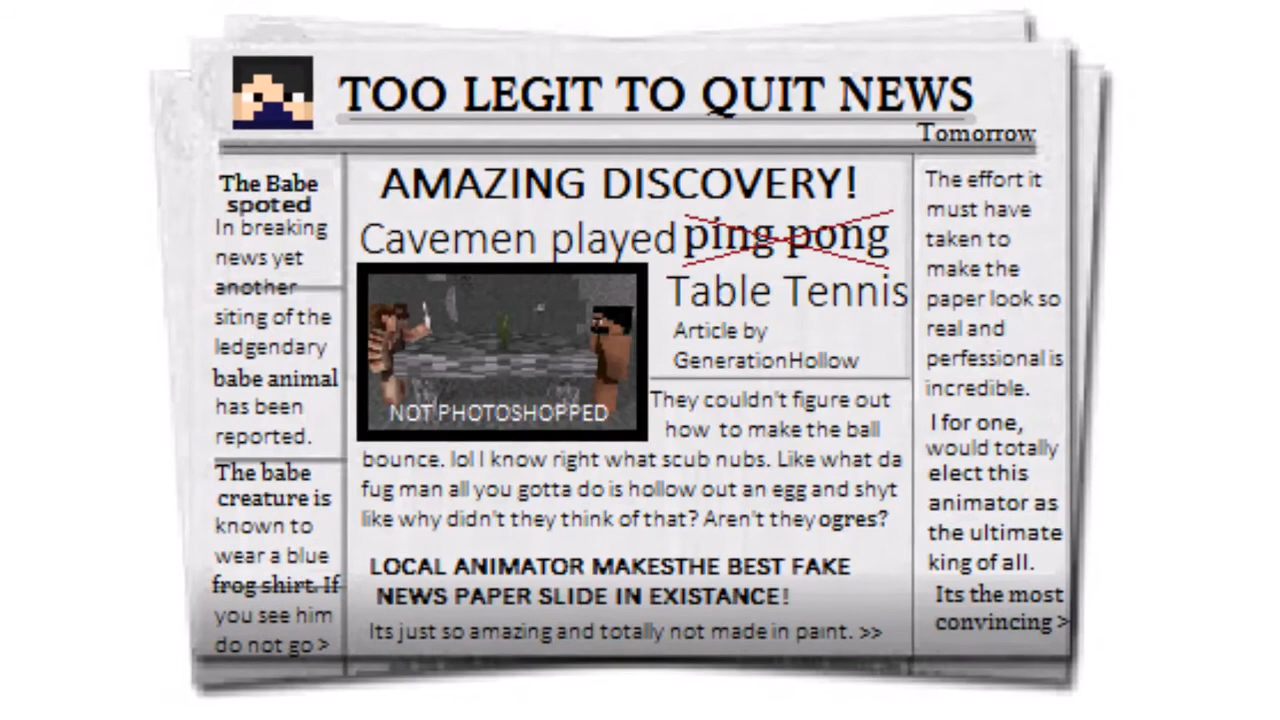 TOO LEGIT TO QUIT NEWS
Tomorrow
The Babe
spoted
In breaking
news yet
another
siting of the
ledgendary
babe animal
has been
reported.
The babe
creature is
known to
wear a blue
frog shirt. If
you see him
do not go >
AMAZING DISCOVERY!
Cavemen played ping pong
Table Tennis
Article by
GenerationHollow
NOT PHOTOSHOPPED
They couldn't figure out
how to make the ball
bounce. lol I know right what scub nubs. Like what da
fug man all you gotta do is hollow out an egg and shyt
like why didn't they think of that? Aren't they ogres?
LOCAL ANIMATOR MAKESTHE BEST FAKE
NEWS PAPER SLIDE IN EXISTANCE!
Its just so amazing and totally not made in paint. >>
The effort it
must have
taken to
make the
paper look so
real and
perfessional is
incredible.
I for one,
would totally
elect this
animator as
the ultimate
king of all.
Its the most
convincing >